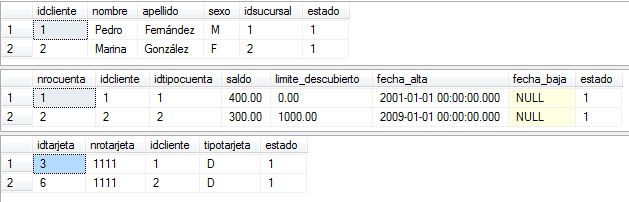 idcliente nombre apellido sexo idsucursal estado
1 1 Pedro Fernández M 1 1
2 2 Marina González F 2 1
nrocuenta idcliente idtipocuenta saldo limite_descubierto fecha_alta fecha_baja estado
1 1 1 1 400.00 0.00 2001-01-01 00:00:00.000 NULL 1
2 2 2 2 300.00 1000.00 2009-01-01 00:00:00.000 NULL 1
idtarjeta nrotarjeta idcliente tipotarjeta estado
1 3 1111 1 D 1
2 6 1111 2 D 1